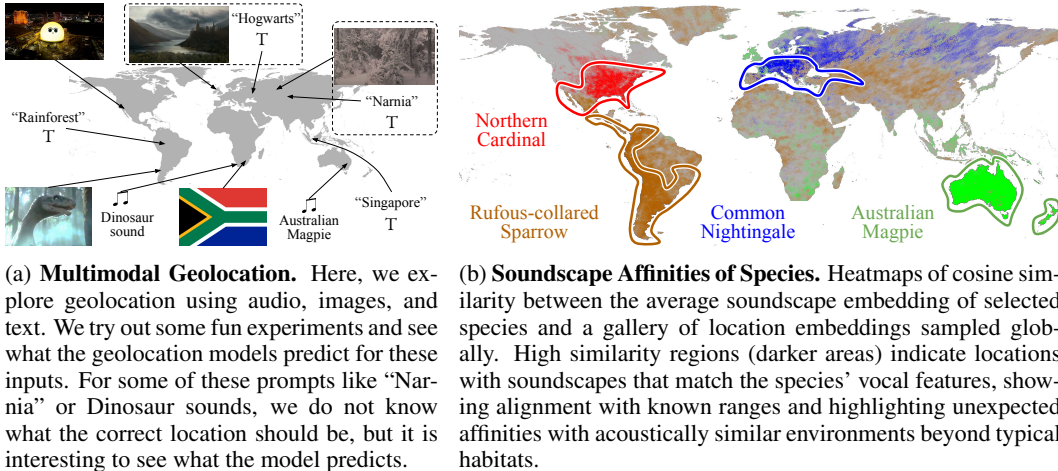 "Hogwarts"
T
"Narnia"
T
"Rainforest"
T
Dinosaur
sound
Australian
Magpie
"Singapore"
T
(a) Multimodal Geolocation. Here, we ex-
plore geolocation using audio, images, and
text. We try out some fun experiments and see
what the geolocation models predict for these
inputs. For some of these prompts like "Nar-
nia" or Dinosaur sounds, we do not know
what the correct location should be, but it is
interesting to see what the model predicts.
Northern
Cardinal
Rufous-collared
Sparrow
Common
Nightingale
Australian
Magpie
(b) Soundscape Affinities of Species. Heatmaps of cosine sim-
ilarity between the average soundscape embedding of selected
species and a gallery of location embeddings sampled glob-
ally. High similarity regions (darker areas) indicate locations
with soundscapes that match the species' vocal features, show-
ing alignment with known ranges and highlighting unexpected
affinities with acoustically similar environments beyond typical
habitats.